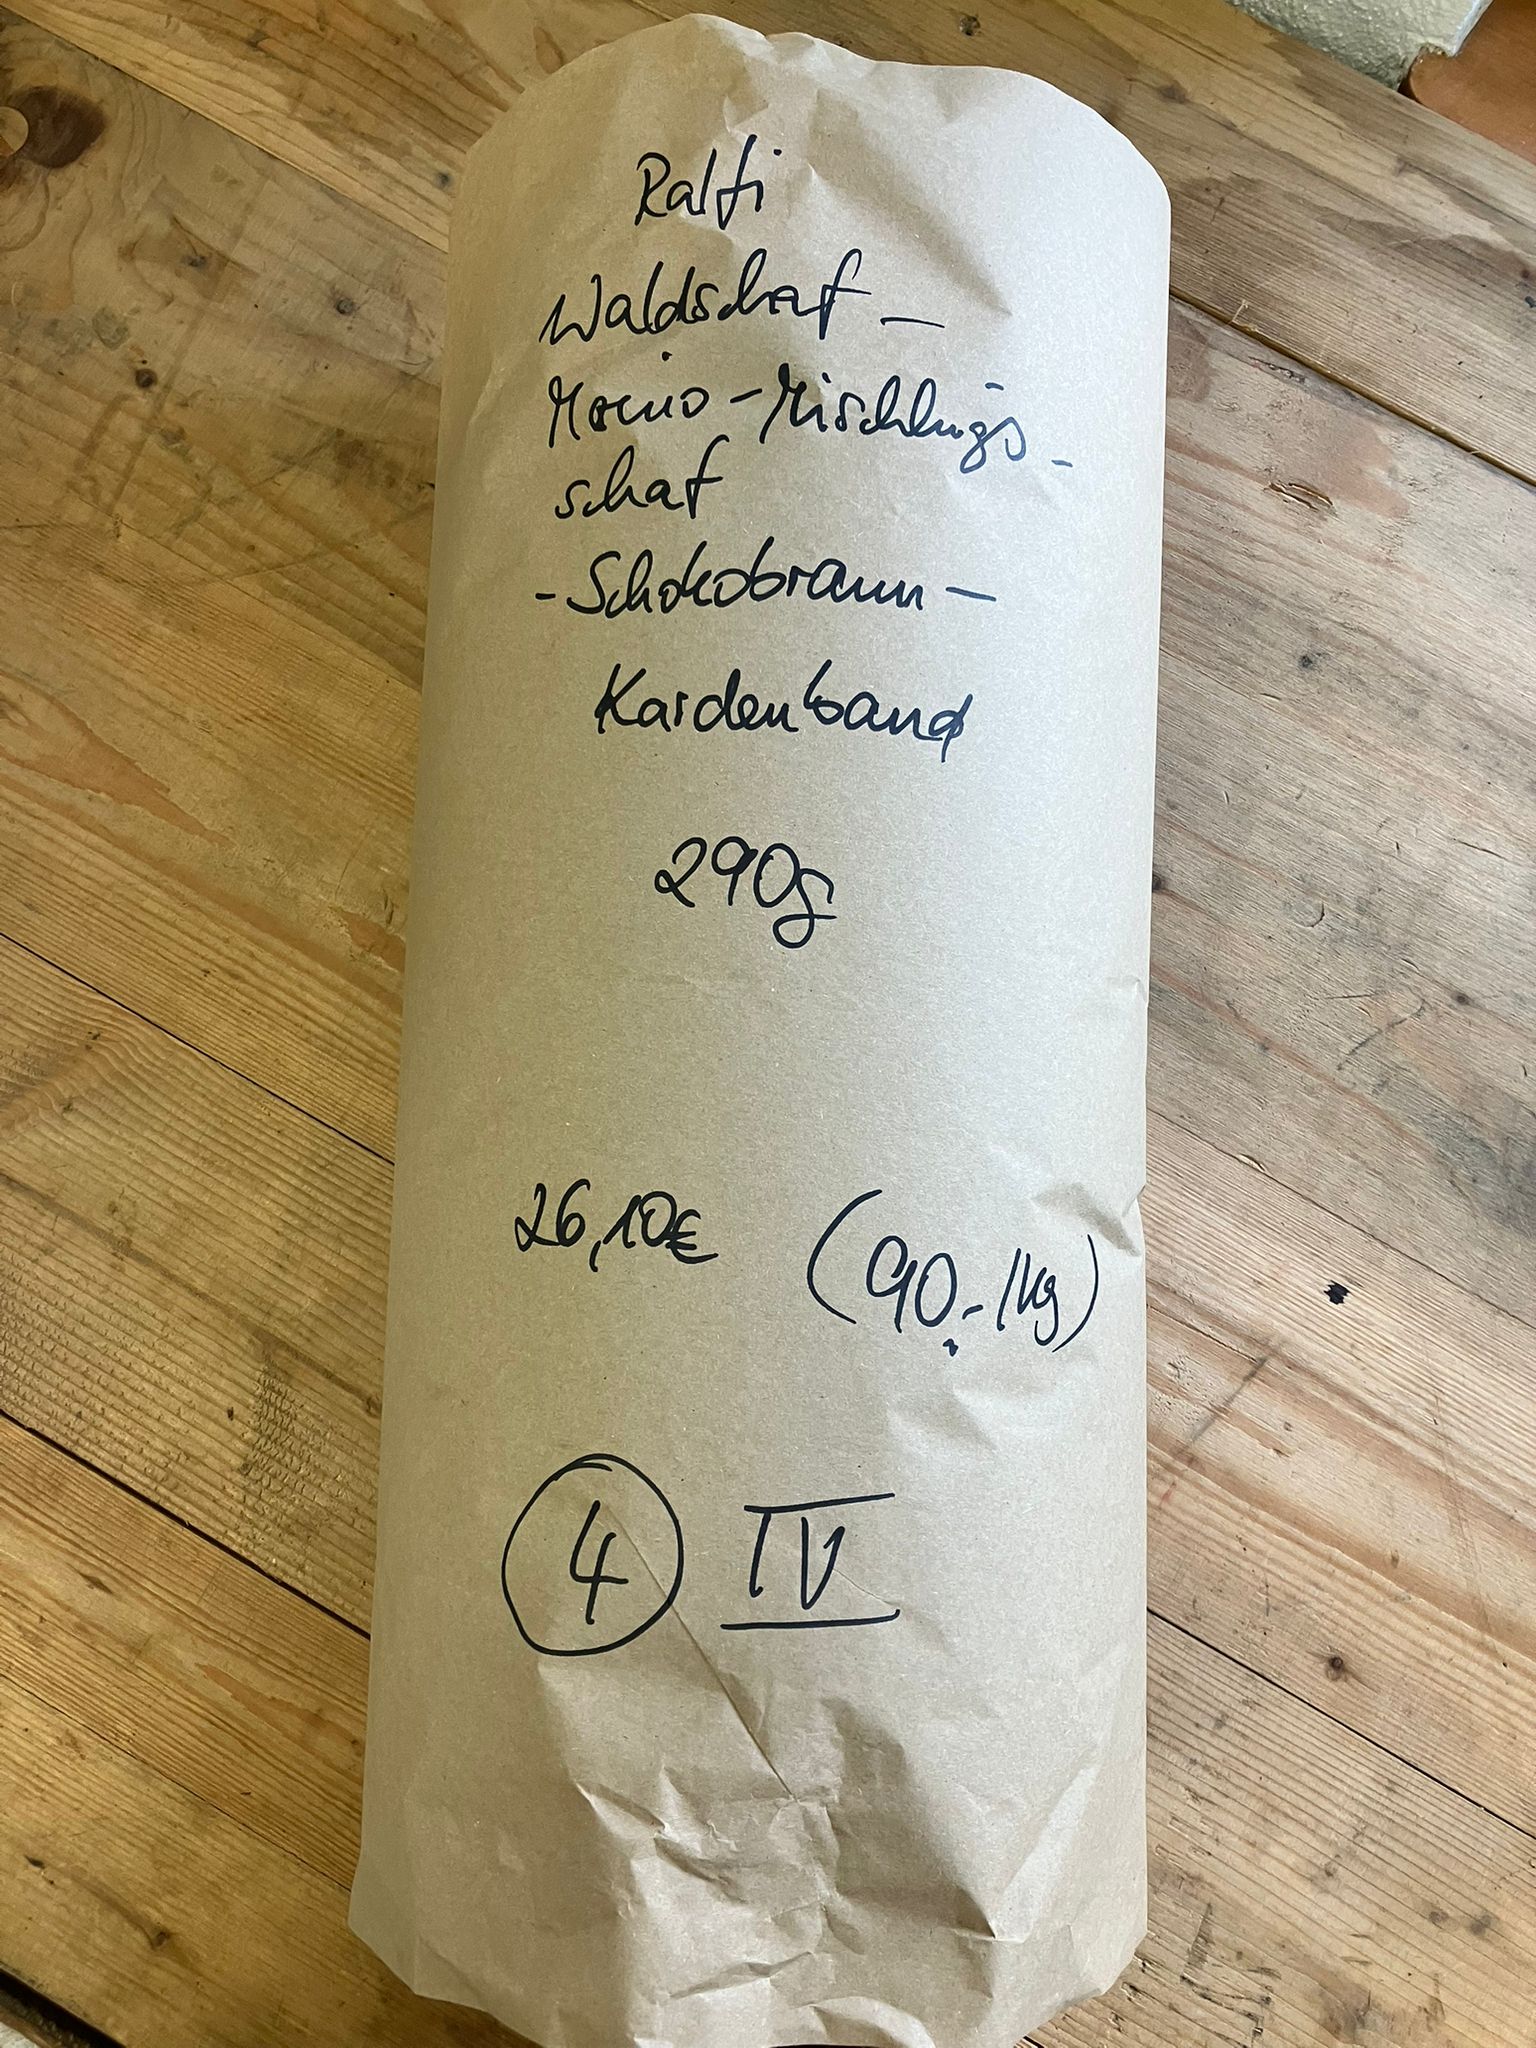 Ralfi
Waldschaf-
Merino-Mischlings-
schaf
- Schokobraun -
Kardenband
290g
26,10€ (90,- /kg)
4 IV